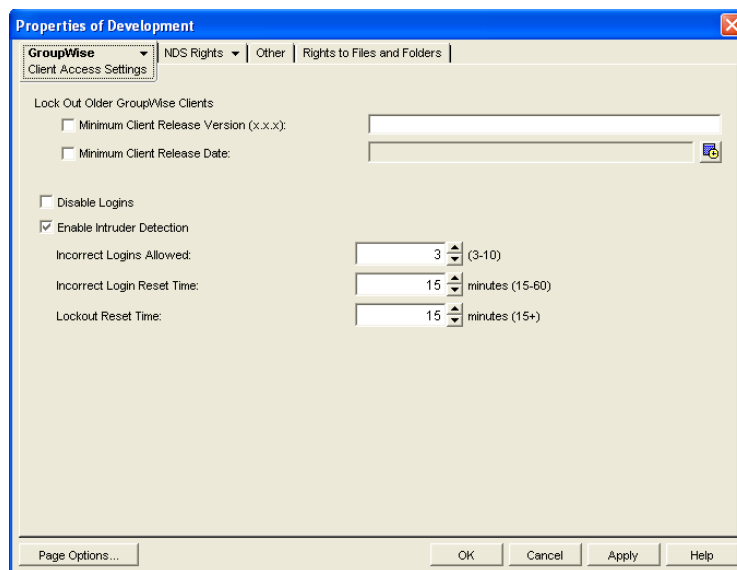 Properties of Development
GroupWise NDS Rights Other Rights to Files and Folders
Client Access Settings
Lock Out Older GroupWise Clients
Minimum Client Release Version (x.x.x):
Minimum Client Release Date:
Disable Logins
Enable Intruder Detection
Incorrect Logins Allowed: 3 (3-10)
Incorrect Login Reset Time: 15 minutes (15-60)
Lockout Reset Time: 15 minutes (15+)
Page Options... OK Cancel Apply Help